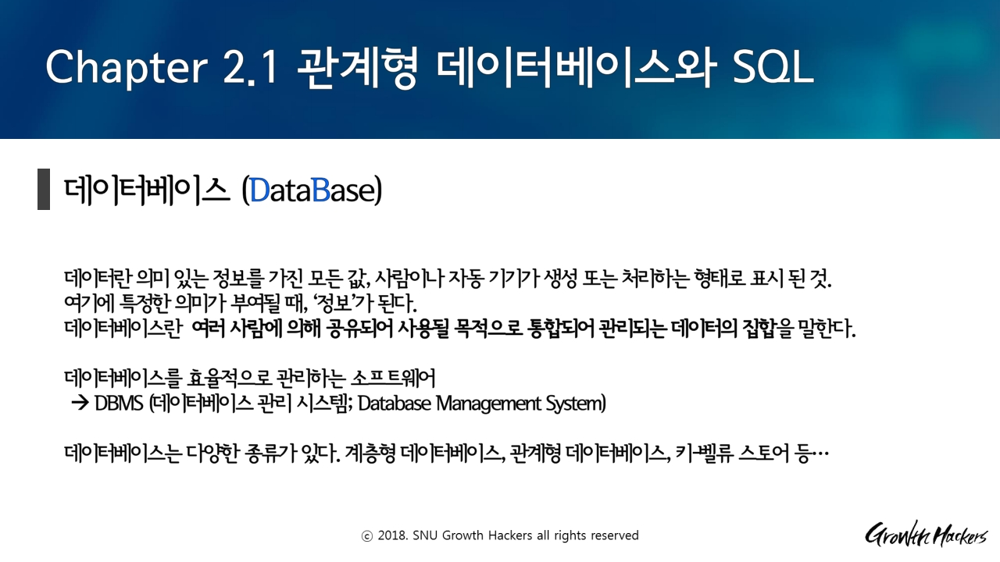 Chapter 2.1 관계형 데이터베이스와 SQL
데이터베이스 (DataBase)
데이터란 의미 있는 정보를 가진 모든 값, 사람이나 자동 기기가 생성 또는 처리하는 형태로 표시 된 것.
여기에 특정한 의미가 부여될 때, ‘정보’가 된다.
데이터베이스란 여러 사람에 의해 공유되어 사용될 목적으로 통합되어 관리되는 데이터의 집합을 말한다.
데이터베이스를 효율적으로 관리하는 소프트웨어
→ DBMS (데이터베이스 관리 시스템; Database Management System)
데이터베이스는 다양한 종류가 있다. 계층형 데이터베이스, 관계형 데이터베이스, 키-벨류 스토어 등…
ⓒ 2018. SNU Growth Hackers all rights reserved
Growth Hackers